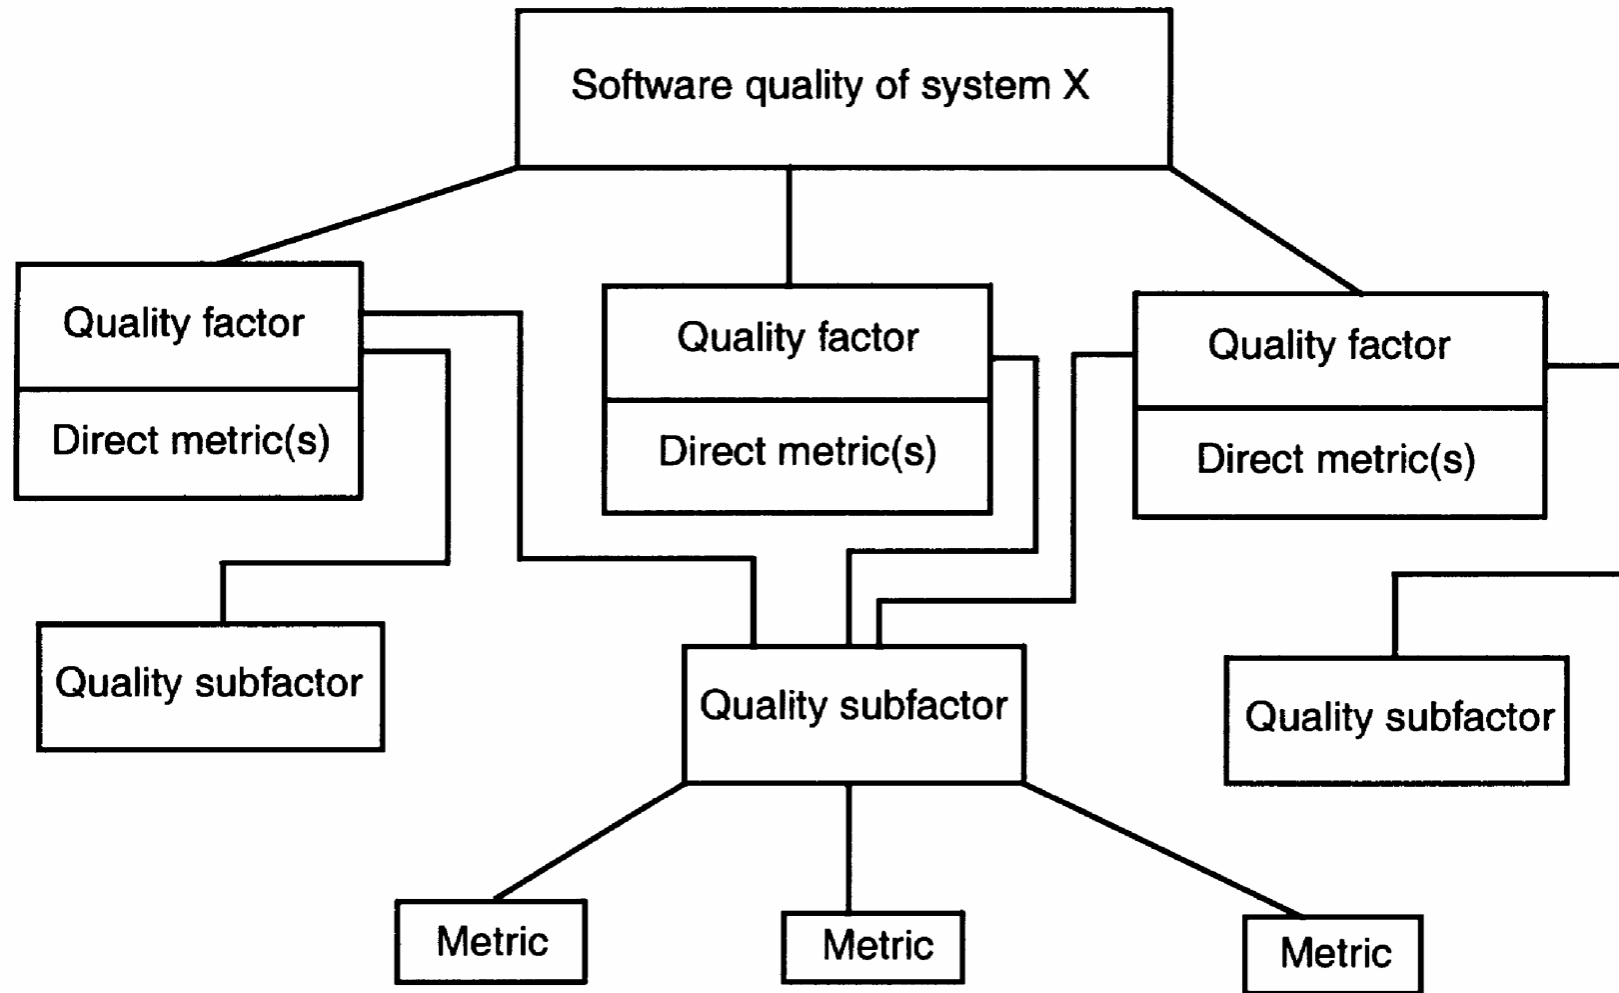 Software quality of system X
Quality factor
Direct metric(s)
Quality factor
Direct metric(s)
Quality factor
Direct metric(s)
Quality subfactor
Quality subfactor
Quality subfactor
Metric
Metric
Metric